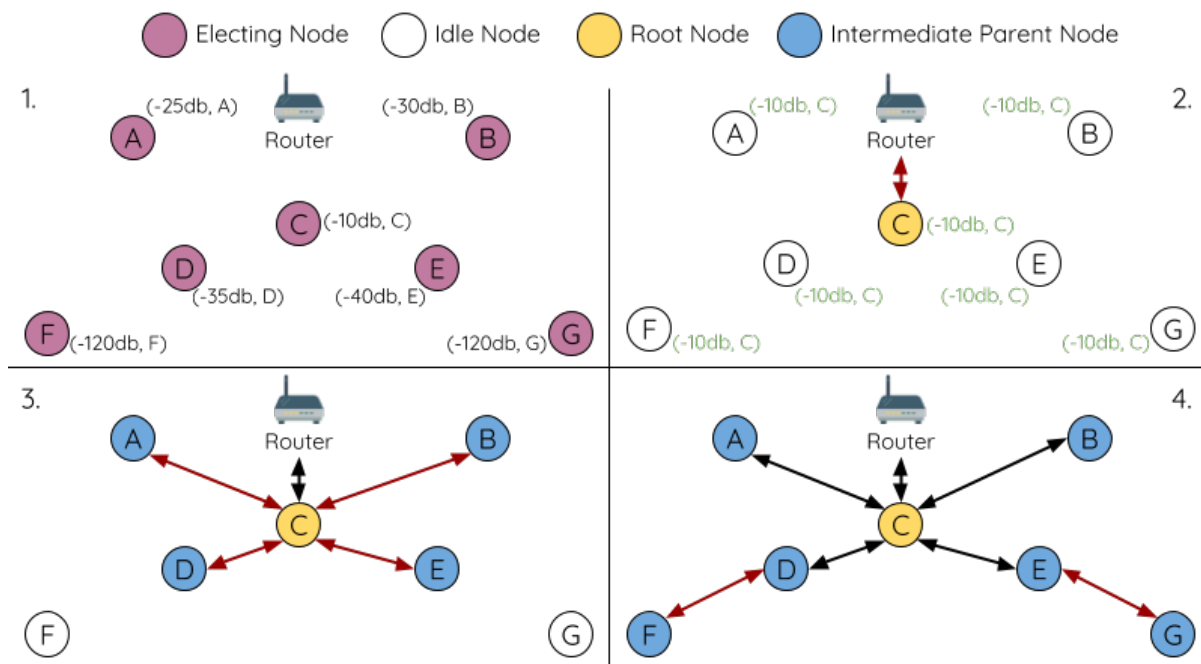 Electing Node
Idle Node
Root Node
Intermediate Parent Node
1.
(-25db, A)
(-30db, B)
A
Router
B
C
(-10db, C)
D
E
(-35db, D)
(-40db, E)
F
(-120db, F)
(-120db, G)
G
2.
(-10db, C)
(-10db, C)
A
Router
B
C
(-10db, C)
D
E
(-10db, C)
(-10db, C)
F
(-10db, C)
(-10db, C)
G
3.
A
Router
B
C
D
E
F
G
4.
A
Router
B
C
D
E
F
G